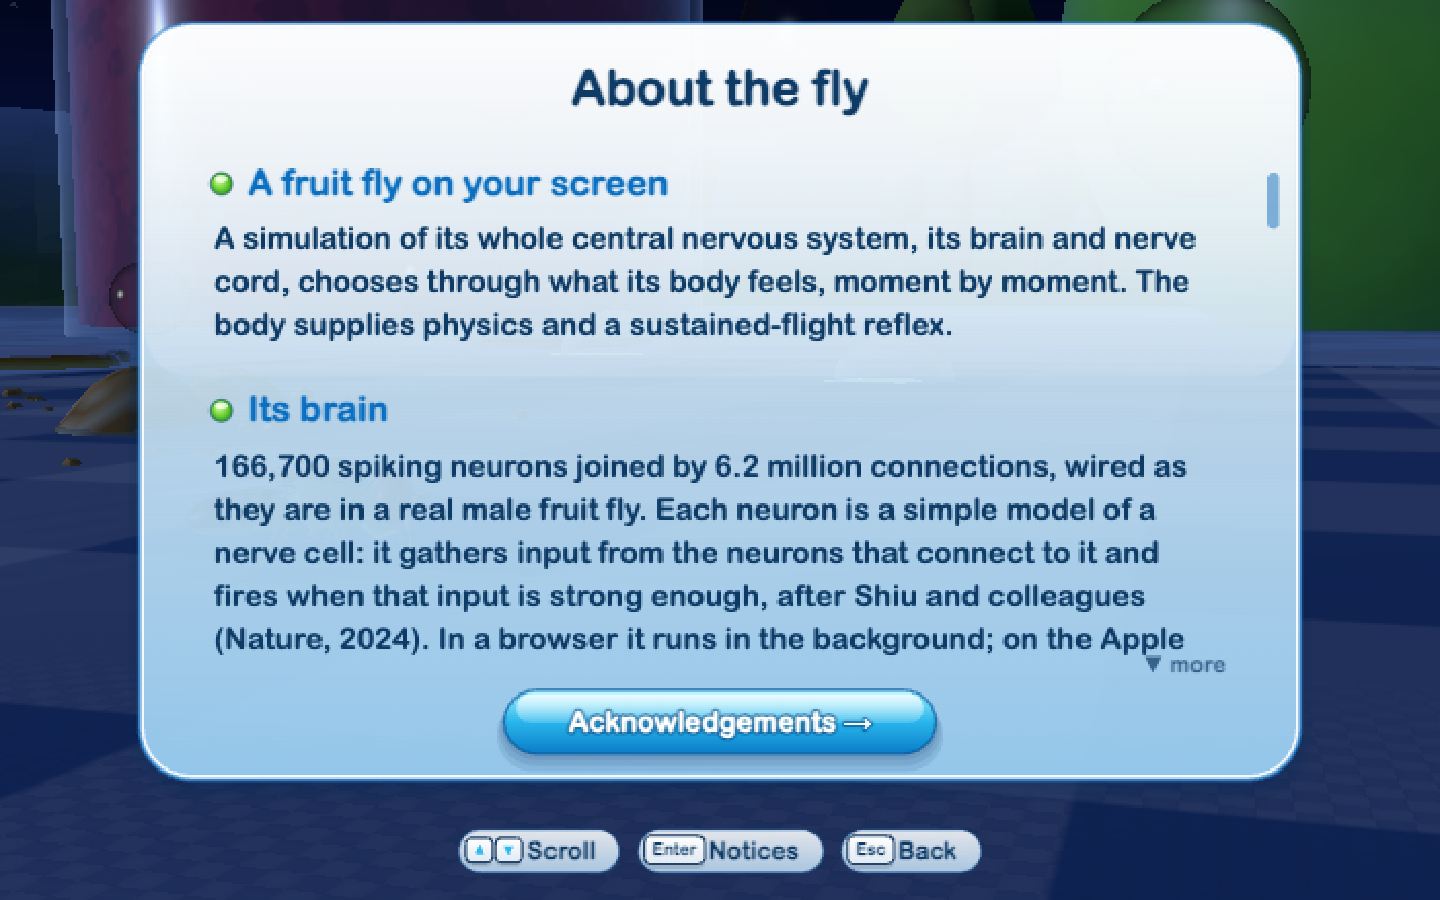 About the fly
A fruit fly on your screen
A simulation of its whole central nervous system, its brain and nerve
cord, chooses through what its body feels, moment by moment. The
body supplies physics and a sustained-flight reflex.
Its brain
166,700 spiking neurons joined by 6.2 million connections, wired as
they are in a real male fruit fly. Each neuron is a simple model of a
nerve cell: it gathers input from the neurons that connect to it and
fires when that input is strong enough, after Shiu and colleagues
(Nature, 2024). In a browser it runs in the background; on the Apple
▼ more
Acknowledgements →
▲ ▼ Scroll Enter Notices Esc Back